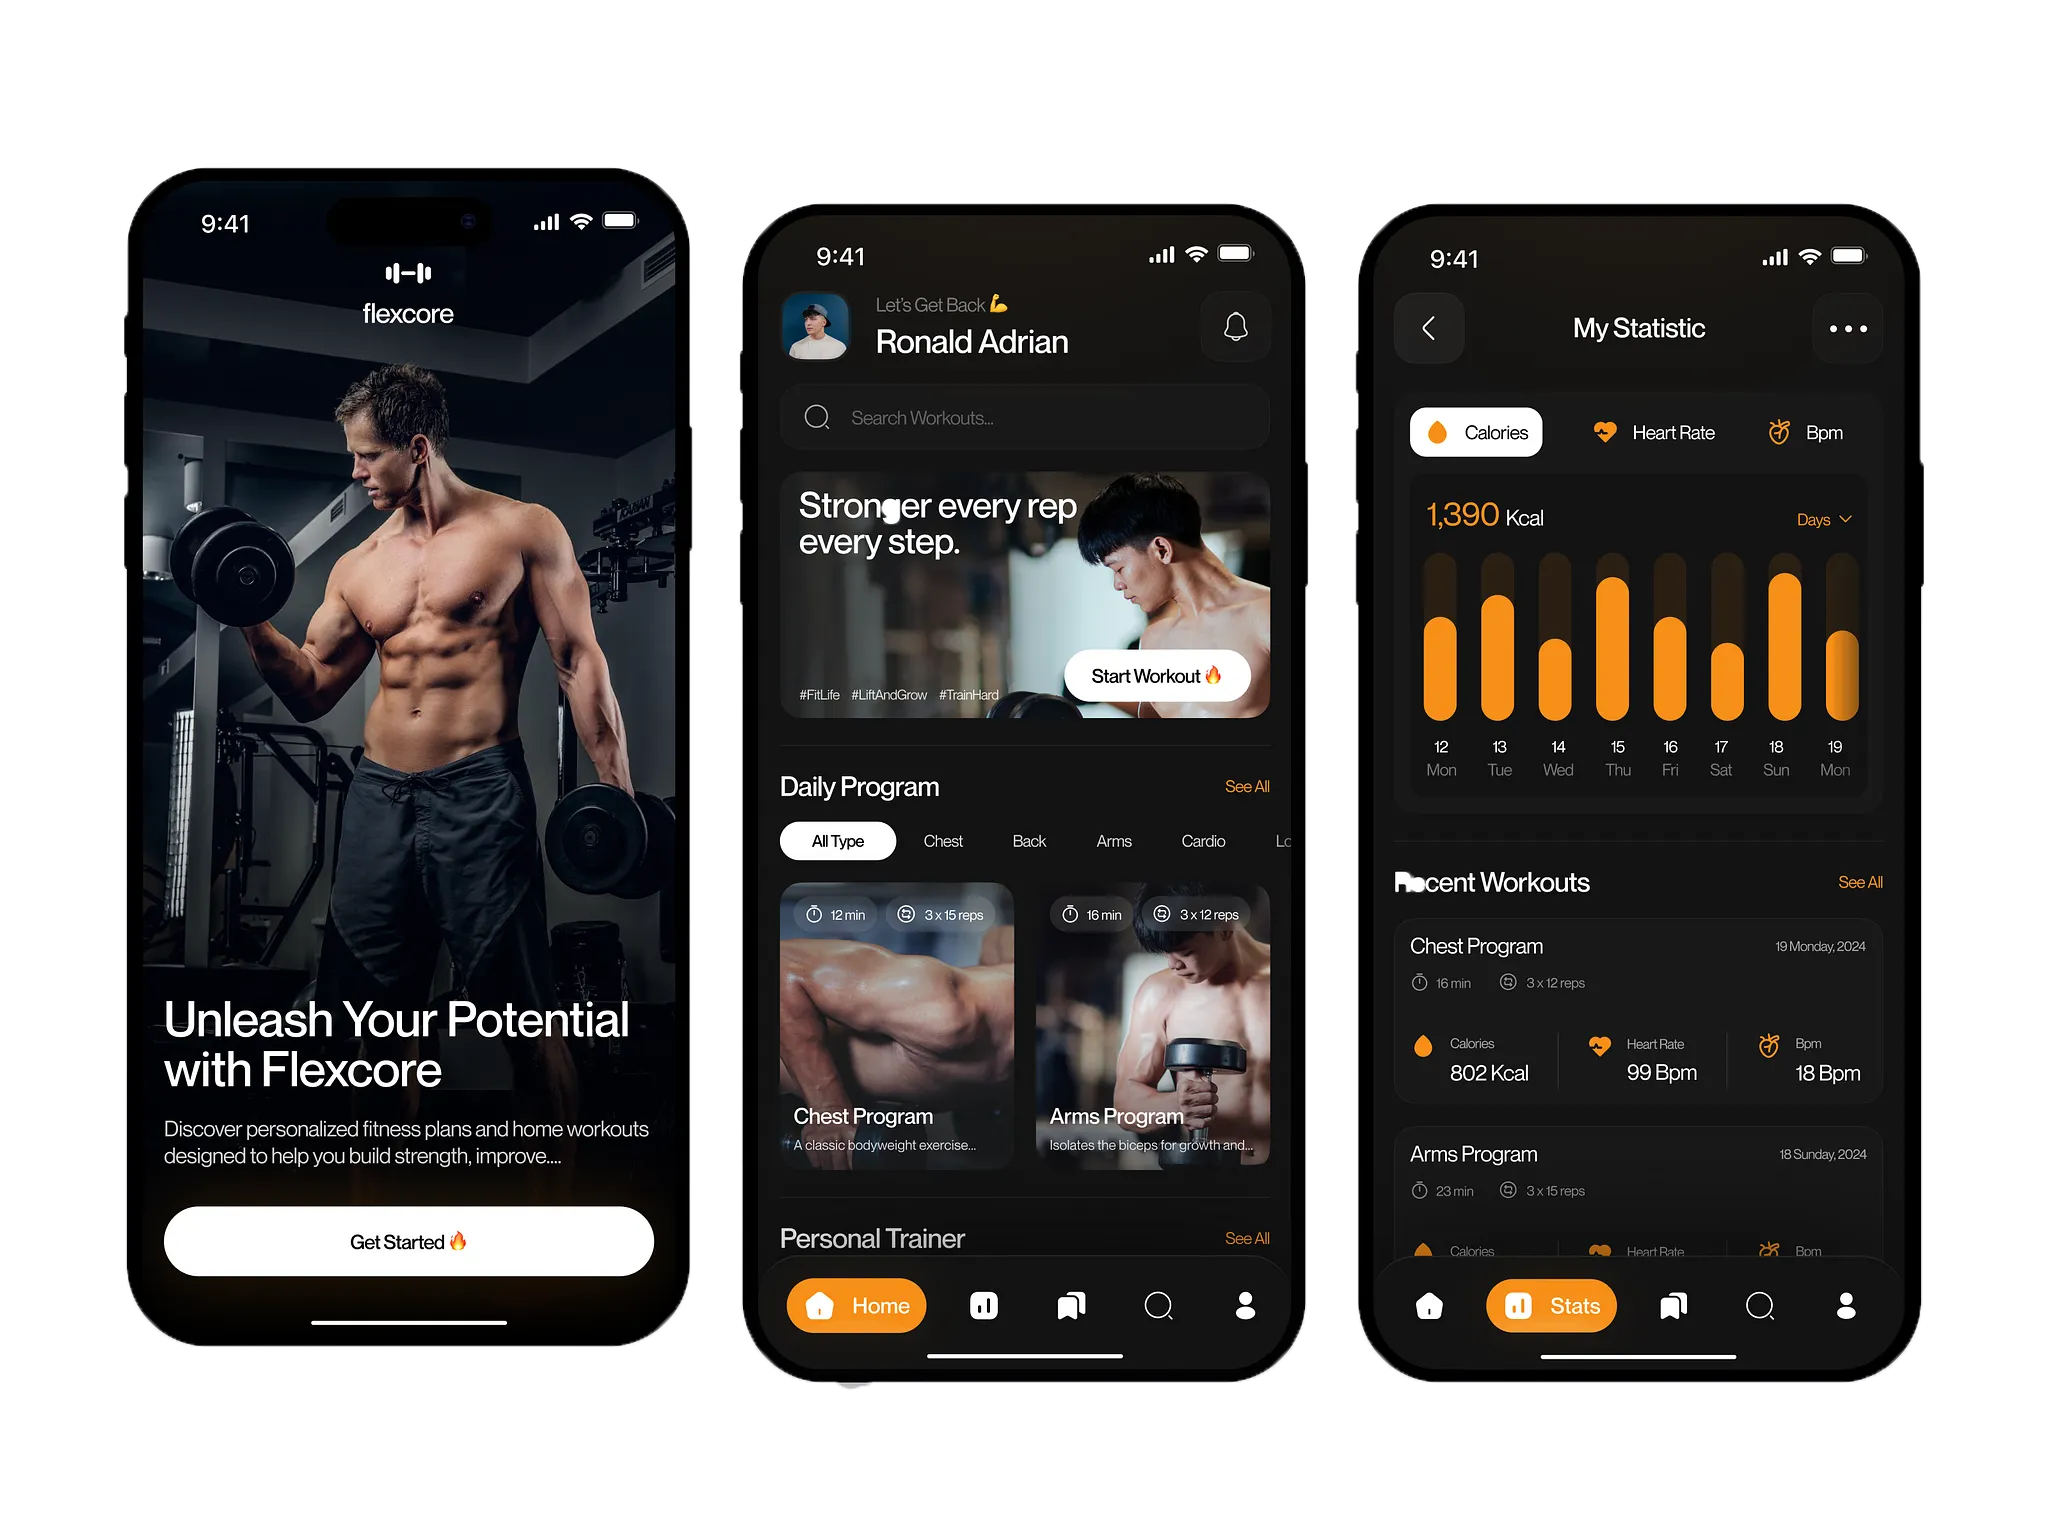 9:41
flexcore
Unleash Your Potential
with Flexcore
Discover personalized fitness plans and home workouts
designed to help you build strength, improve....
Get Started 🔥
9:41
Let's Get Back 💪
Ronald Adrian
Search Workouts...
Stronger every rep
every step.
Start Workout 🔥
#FitLife #LiftAndGrow #TrainHard
Daily Program See All
All Type Chest Back Arms Cardio Lo
12 min 3 x 15 reps
16 min 3 x 12 reps
Chest Program
A classic bodyweight exercise...
Arms Program
Isolates the biceps for growth and...
Personal Trainer See All
Home
9:41
My Statistic
Calories Heart Rate Bpm
1,390 Kcal Days
12 13 14 15 16 17 18 19
Mon Tue Wed Thu Fri Sat Sun Mon
Recent Workouts See All
Chest Program 19 Monday, 2024
16 min 3 x 12 reps
Calories Heart Rate Bpm
802 Kcal 99 Bpm 18 Bpm
Arms Program 18 Sunday, 2024
23 min 3 x 15 reps
Calories Heart Rate Bpm
Stats